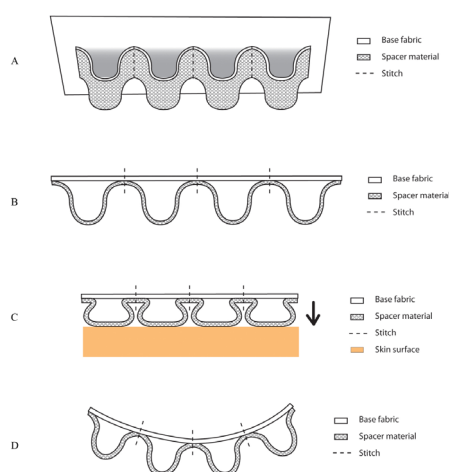 A
Base fabric
Spacer material
Stitch
B
Base fabric
Spacer material
Stitch
C
Base fabric
Spacer material
Stitch
Skin surface
D
Base fabric
Spacer material
Stitch